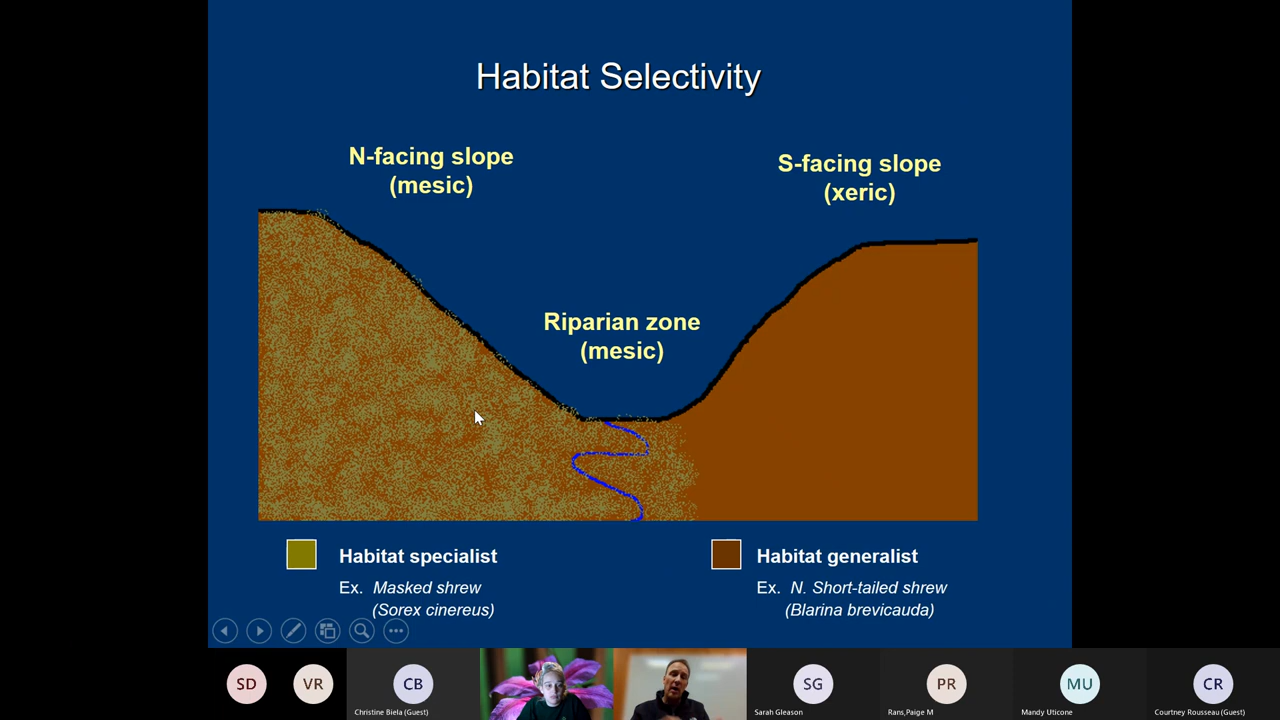 Habitat Selectivity
N-facing slope
(mesic)
S-facing slope
(xeric)
Riparian zone
(mesic)
Habitat specialist
Ex. Masked shrew
(Sorex cinereus)
Habitat generalist
Ex. N. Short-tailed shrew
(Blarina brevicauda)
SD
VR
CB
Christine Biela (Guest)
SG
Sarah Gleason
PR
Rans,Paige M
MU
Mandy Uticone
CR
Courtney Rousseau (Guest)